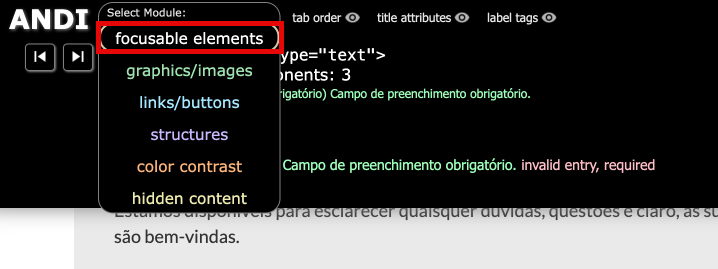 ANDI
Select Module:
tab order title attributes label tags
focusable elements
ype="text">
graphics/images
onents: 3
rigatório) Campo de preenchimento obrigatório.
links/buttons
structures
color contrast
Campo de preenchimento obrigatório. invalid entry, required
hidden content
Estamos disponíveis para esclarecer quaisquer dúvidas, questões e claro, as su
são bem-vindas.